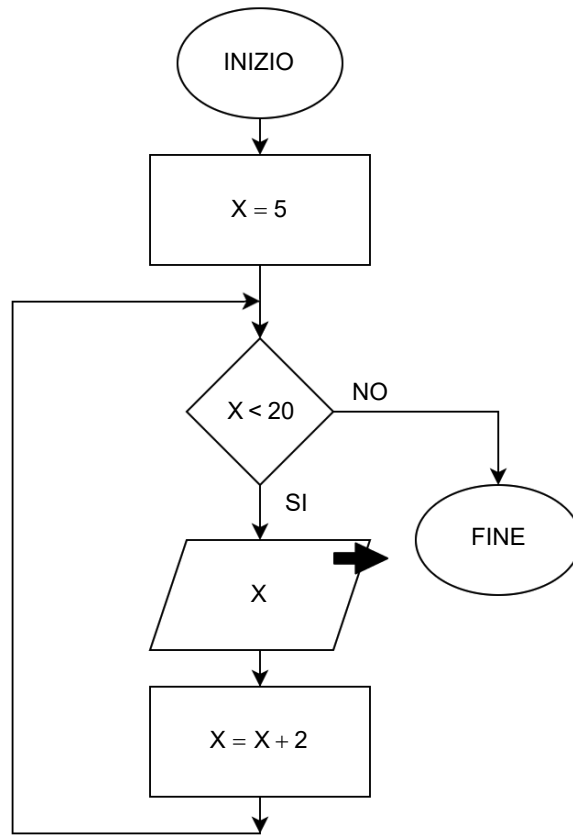 INIZIO
X = 5
X < 20
NO
SI
FINE
X
X = X + 2